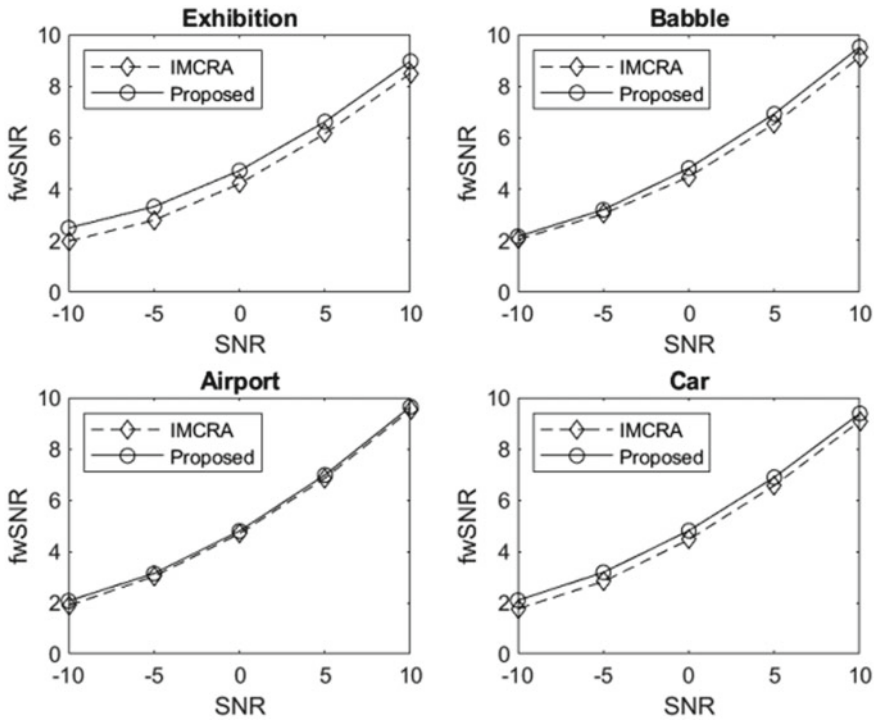 Exhibition
10
8
6
4
2
0
fwSNR
IMCRA
Proposed
-10 -5 0 5 10
SNR
Babble
10
8
6
4
2
0
fwSNR
IMCRA
Proposed
-10 -5 0 5 10
SNR
Airport
10
8
6
4
2
0
fwSNR
IMCRA
Proposed
-10 -5 0 5 10
SNR
Car
10
8
6
4
2
0
fwSNR
IMCRA
Proposed
-10 -5 0 5 10
SNR